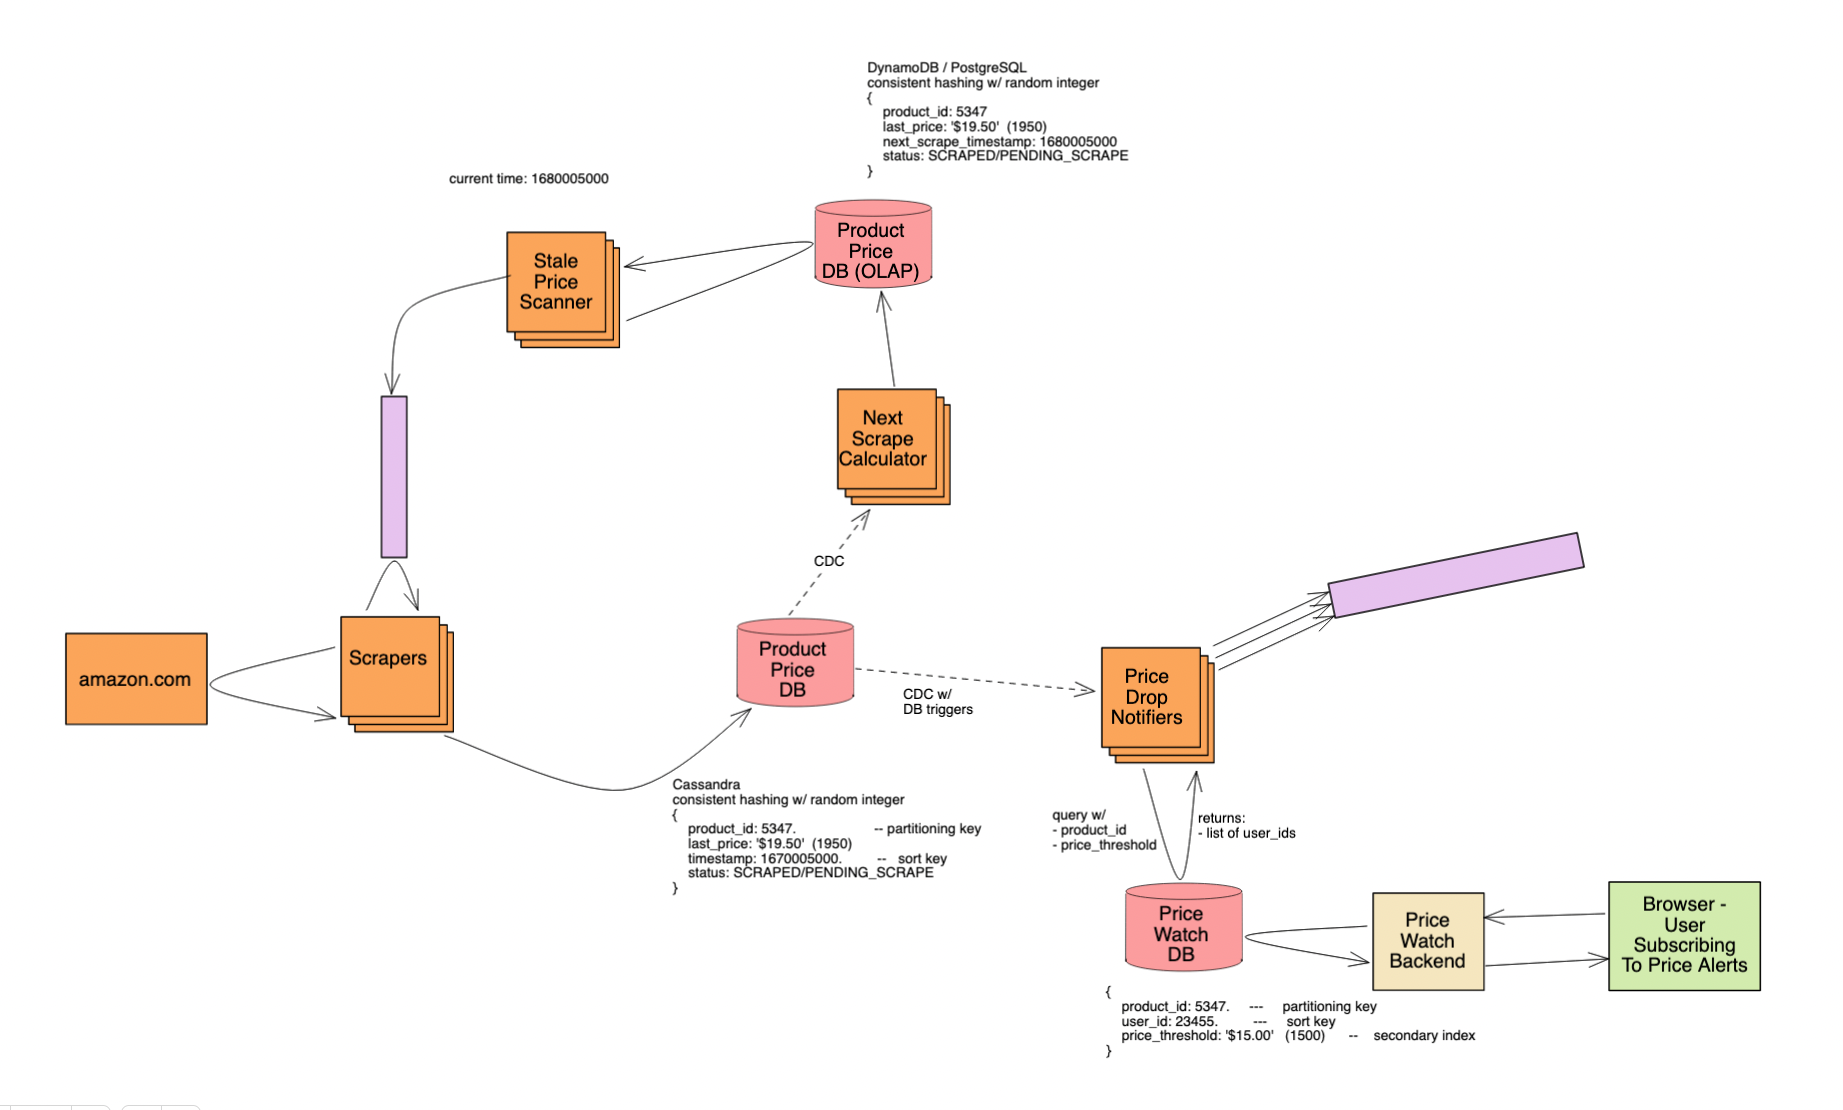 DynamoDB / PostgreSQL
consistent hashing w/ random integer
{
product_id: 5347
last_price: '$19.50' (1950)
next_scrape_timestamp: 1680005000
status: SCRAPED/PENDING_SCRAPE
}
current time: 1680005000
Product
Price
DB (OLAP)
Stale
Price
Scanner
Next
Scrape
Calculator
CDC
amazon.com
Scrapers
Product
Price
DB
CDC w/
DB triggers
Price
Drop
Notifiers
Cassandra
consistent hashing w/ random integer
{
product_id: 5347. -- partitioning key
last_price: '$19.50' (1950)
timestamp: 1670005000. -- sort key
status: SCRAPED/PENDING_SCRAPE
}
query w/
- product_id
- price_threshold
returns:
- list of user_ids
Price
Watch
DB
Price
Watch
Backend
Browser -
User
Subscribing
To Price Alerts
{
product_id: 5347. --- partitioning key
user_id: 23455. --- sort key
price_threshold: '$15.00' (1500) -- secondary index
}